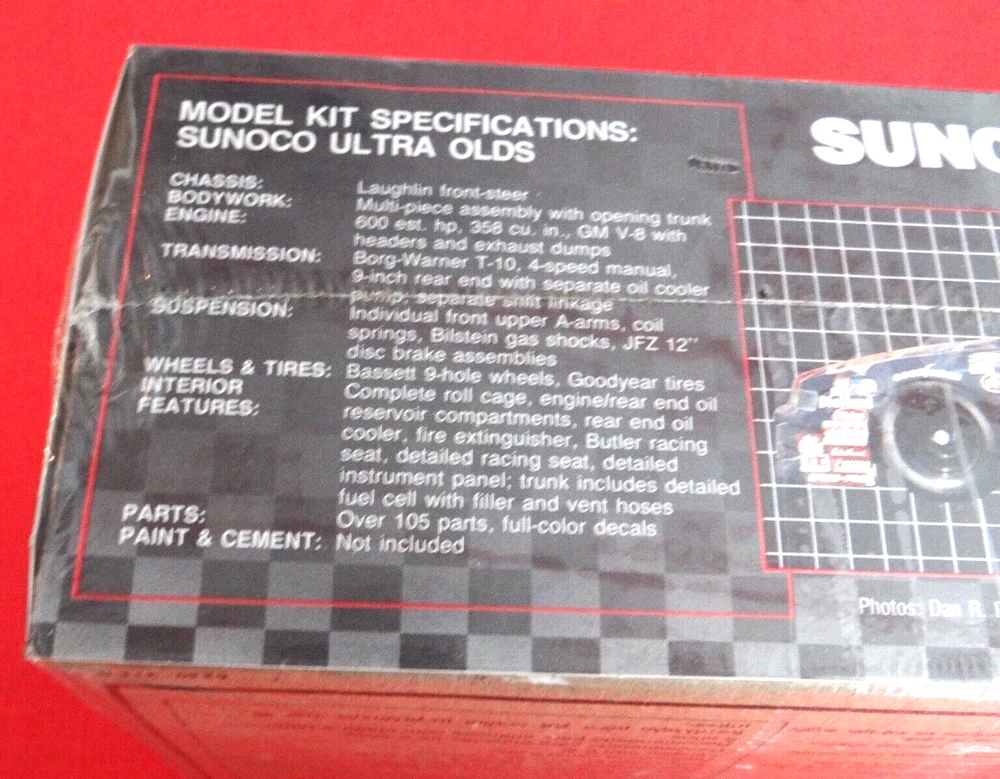 MODEL KIT SPECIFICATIONS:
SUNOCO ULTRA OLDS
SUNO
CHASSIS: Laughlin front-steer
BODYWORK: Multi-piece assembly with opening trunk
ENGINE: 600 est. hp, 358 cu. in., GM V-8 with
headers and exhaust dumps
TRANSMISSION: Borg-Warner T-10, 4-speed manual,
9-inch rear end with separate oil cooler
pump; separate shift linkage
SUSPENSION: Individual front upper A-arms, coil
springs, Bilstein gas shocks, JFZ 12"
disc brake assemblies
WHEELS & TIRES: Bassett 9-hole wheels, Goodyear tires
INTERIOR Complete roll cage, engine/rear end oil
FEATURES: reservoir compartments, rear end oil
cooler, fire extinguisher, Butler racing
seat, detailed racing seat, detailed
instrument panel; trunk includes detailed
fuel cell with filler and vent hoses
PARTS: Over 105 parts, full-color decals
PAINT & CEMENT: Not included
Photos: Dan R.